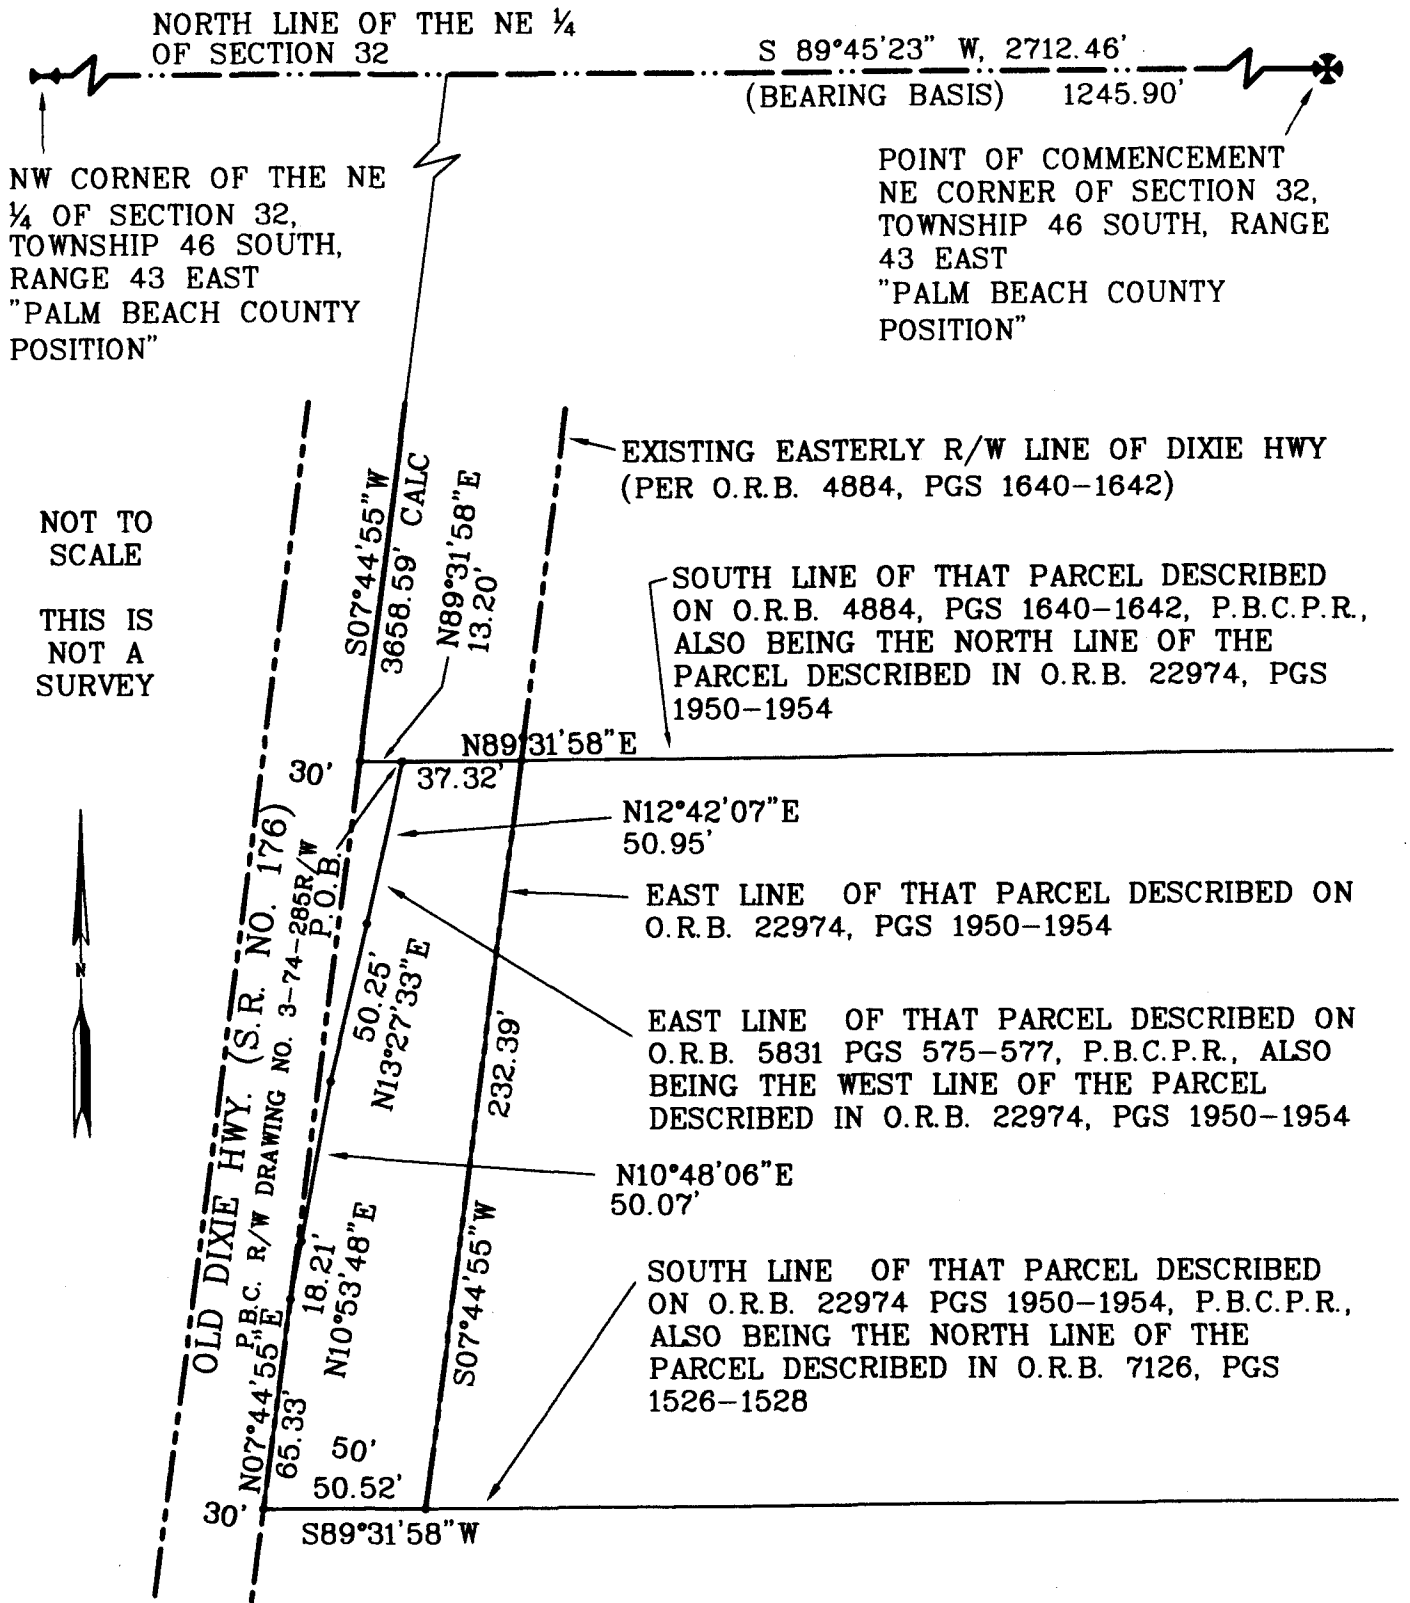 NORTH LINE OF THE NE ¼
OF SECTION 32
S 89°45'23" W, 2712.46'
(BEARING BASIS) 1245.90'
NW CORNER OF THE NE
¼ OF SECTION 32,
TOWNSHIP 46 SOUTH,
RANGE 43 EAST
"PALM BEACH COUNTY
POSITION"
POINT OF COMMENCEMENT
NE CORNER OF SECTION 32,
TOWNSHIP 46 SOUTH, RANGE
43 EAST
"PALM BEACH COUNTY
POSITION"
EXISTING EASTERLY R/W LINE OF DIXIE HWY
(PER O.R.B. 4884, PGS 1640-1642)
NOT TO
SCALE
THIS IS
NOT A
SURVEY
S07°44'55"W
3658.59' CALC
N89°31'58"E
13.20'
SOUTH LINE OF THAT PARCEL DESCRIBED
ON O.R.B. 4884, PGS 1640-1642, P.B.C.P.R.,
ALSO BEING THE NORTH LINE OF THE
PARCEL DESCRIBED IN O.R.B. 22974, PGS
1950-1954
N89°31'58"E
37.32'
30'
P.O.B.
N12°42'07"E
50.95'
EAST LINE OF THAT PARCEL DESCRIBED ON
O.R.B. 22974, PGS 1950-1954
N
50.25'
N13°27'33"E
232.39'
EAST LINE OF THAT PARCEL DESCRIBED ON
O.R.B. 5831 PGS 575-577, P.B.C.P.R., ALSO
BEING THE WEST LINE OF THE PARCEL
DESCRIBED IN O.R.B. 22974, PGS 1950-1954
OLD DIXIE HWY. (S.R. NO. 176)
P.B.C. R/W DRAWING NO. 3-74-285R/W
N10°48'06"E
50.07'
18.21'
N10°53'48"E
S07°44'55"W
SOUTH LINE OF THAT PARCEL DESCRIBED
ON O.R.B. 22974 PGS 1950-1954, P.B.C.P.R.,
ALSO BEING THE NORTH LINE OF THE
PARCEL DESCRIBED IN O.R.B. 7126, PGS
1526-1528
N07°44'55"E
65.33'
50'
50.52'
30'
S89°31'58"W